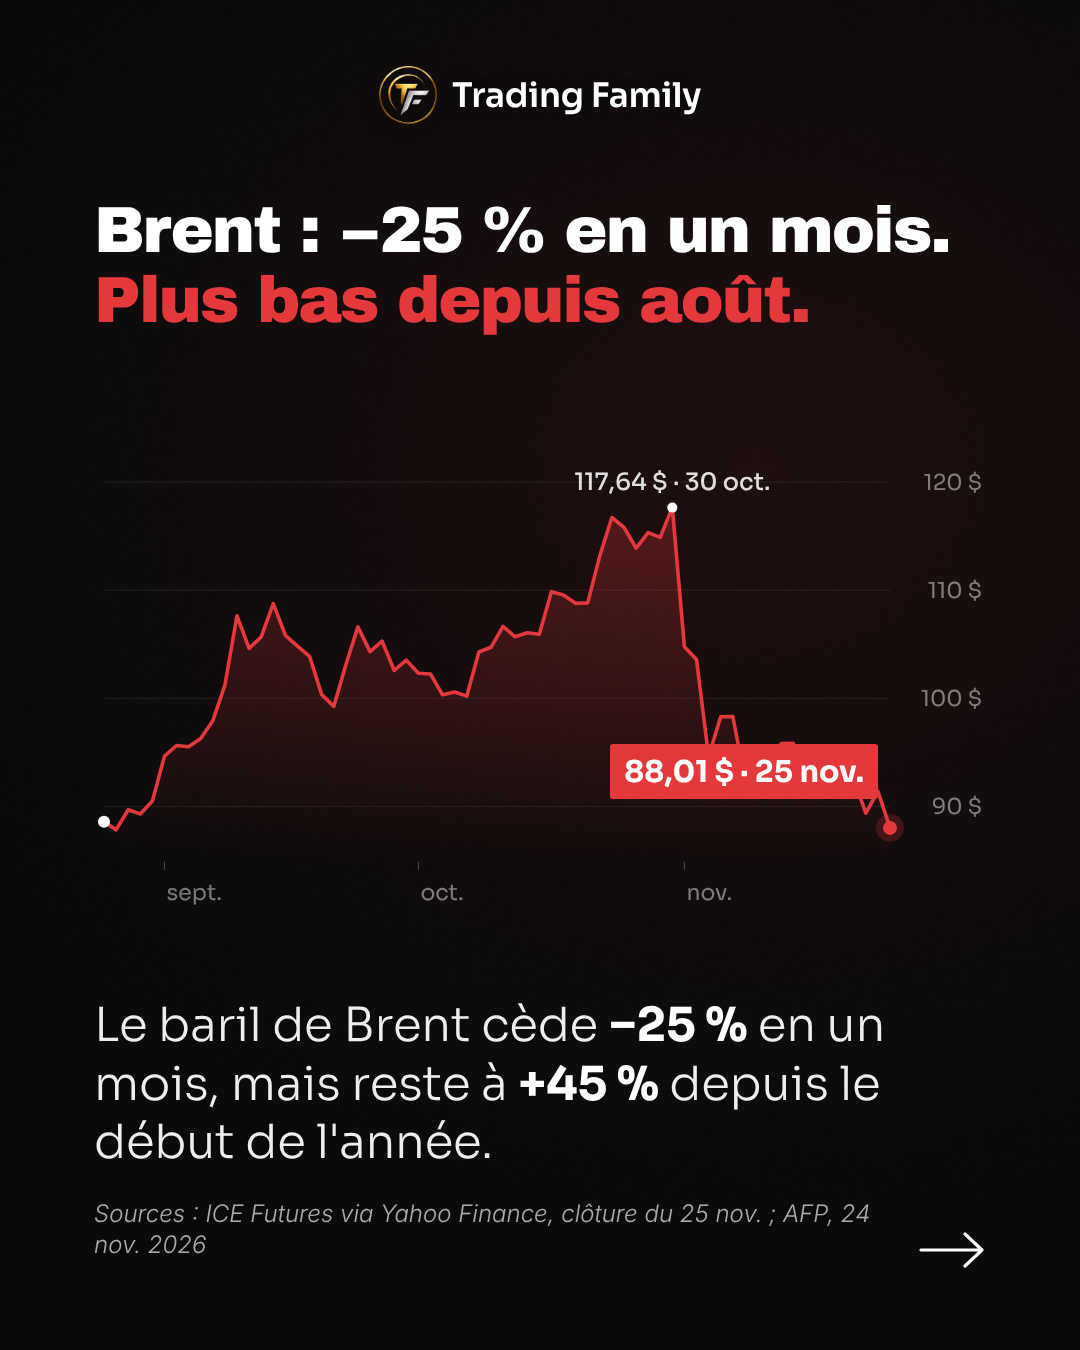 TF Trading Family
Brent : –25 % en un mois.
Plus bas depuis août.
117,64 $ · 30 oct.
120 $
110 $
100 $
88,01 $ · 25 nov.
90 $
sept.
oct.
nov.
Le baril de Brent cède –25 % en un
mois, mais reste à +45 % depuis le
début de l'année.
Sources : ICE Futures via Yahoo Finance, clôture du 25 nov. ; AFP, 24
nov. 2026